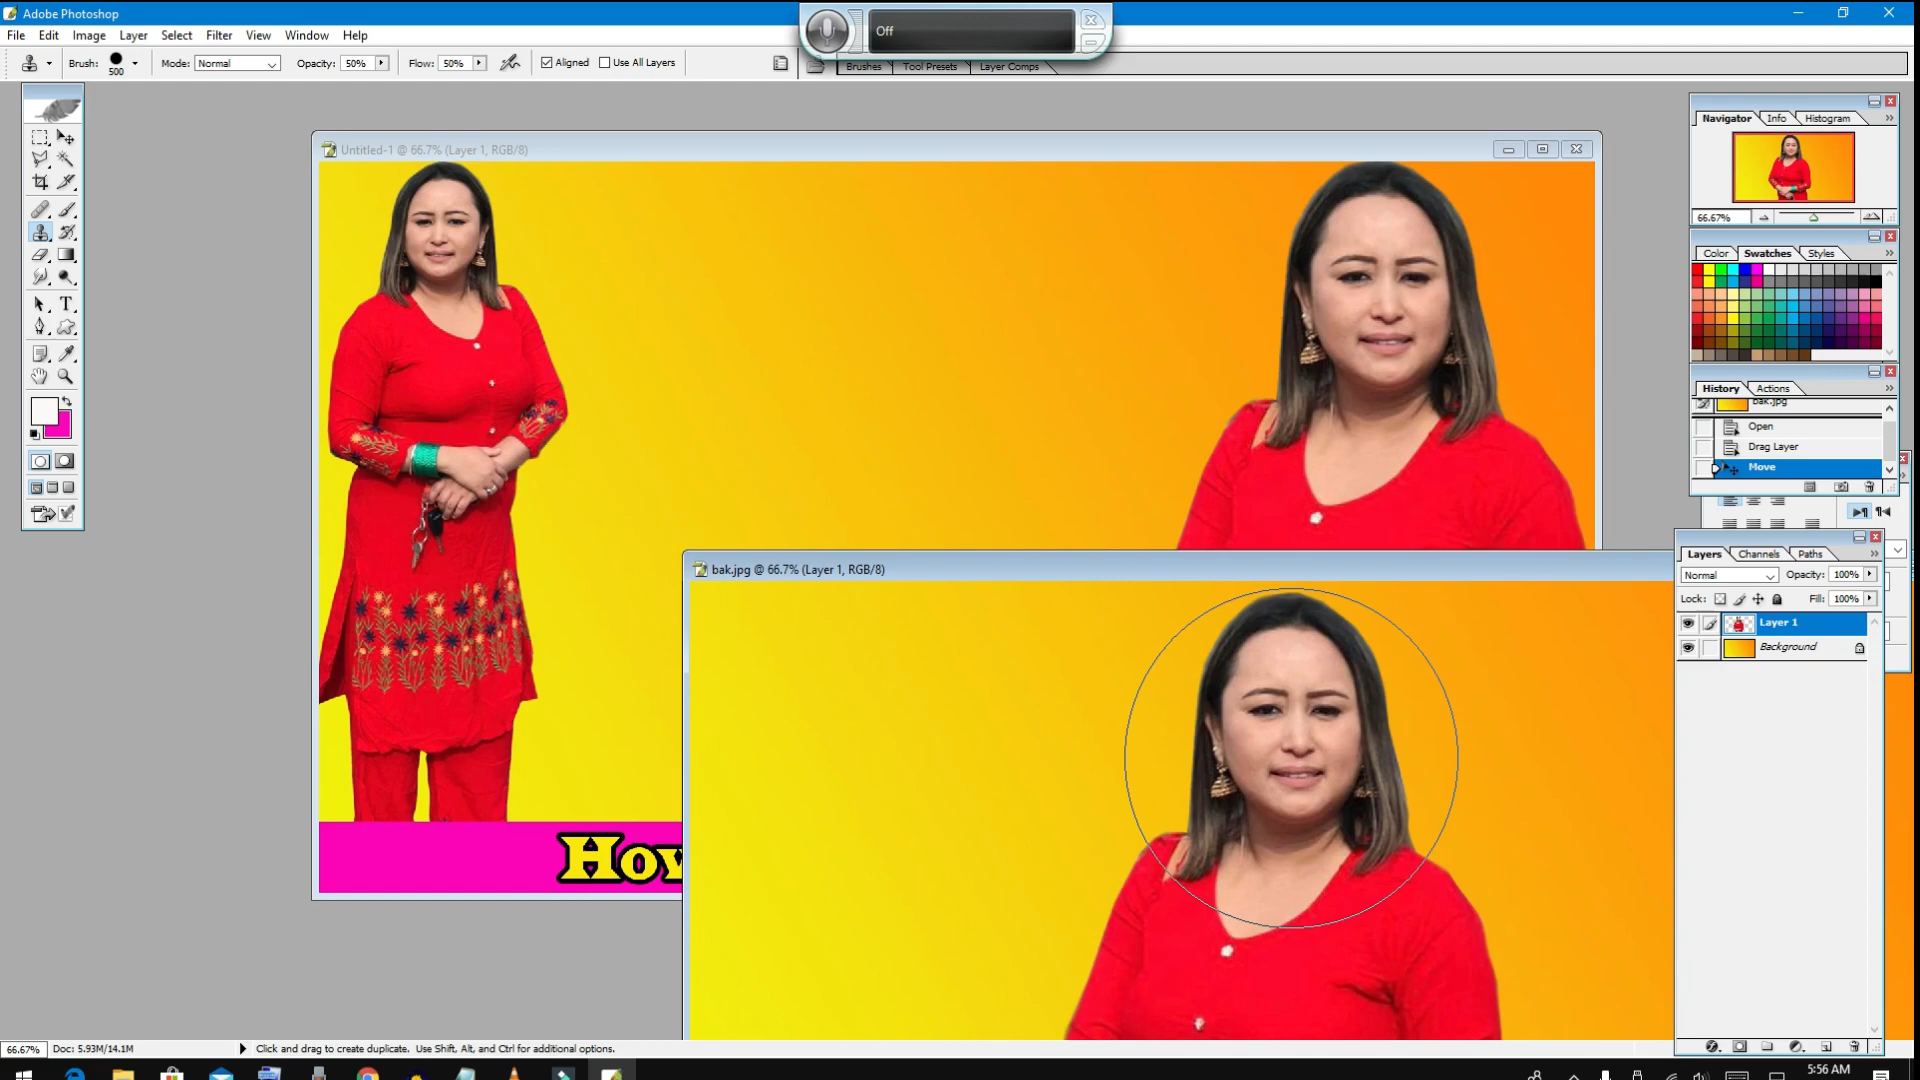 Adobe Photoshop
Off
File Edit Image Layer Select Filter View Window Help
Brush: 500 Mode: Normal Opacity: 50% Flow: 50% Aligned Use All Layers
Brushes Tool Presets Layer Comps
Navigator Info Histogram
66.67%
Color Swatches Styles
History Actions
bak.jpg
Open
Drag Layer
Move
Untitled-1 @ 66.7% (Layer 1, RGB/8)
How
bak.jpg @ 66.7% (Layer 1, RGB/8)
Layers Channels Paths
Normal Opacity: 100%
Lock: Fill: 100%
Layer 1
Background
66.67% Doc: 5.93M/14.1M Click and drag to create duplicate. Use Shift, Alt, and Ctrl for additional options.
5:56 AM